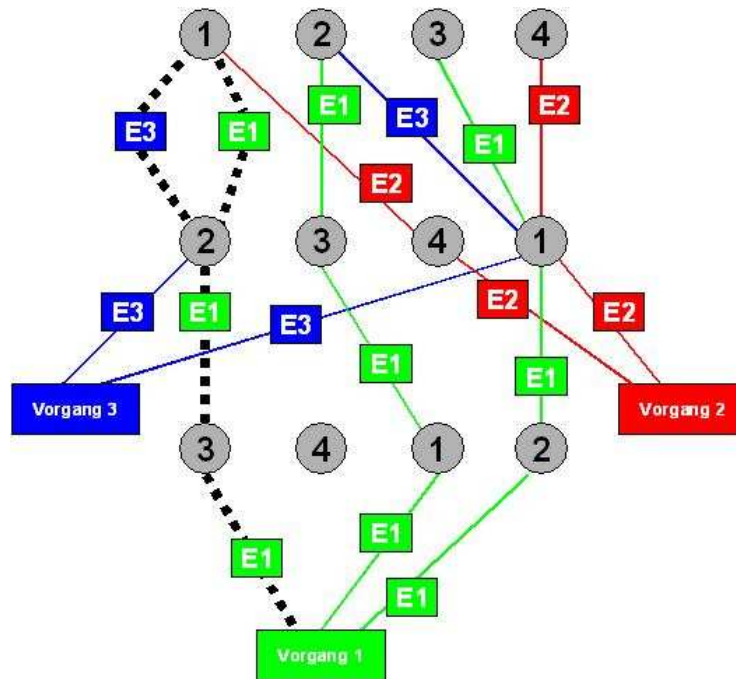 1 2 3 4
E1 E2
E3 E3
E3 E1 E1
E2
2 3 4 1
E3 E1 E3 E2 E2
E1 E1
Vorgang 3 Vorgang 2
3 4 1 2
E1 E1
E1
Vorgang 1